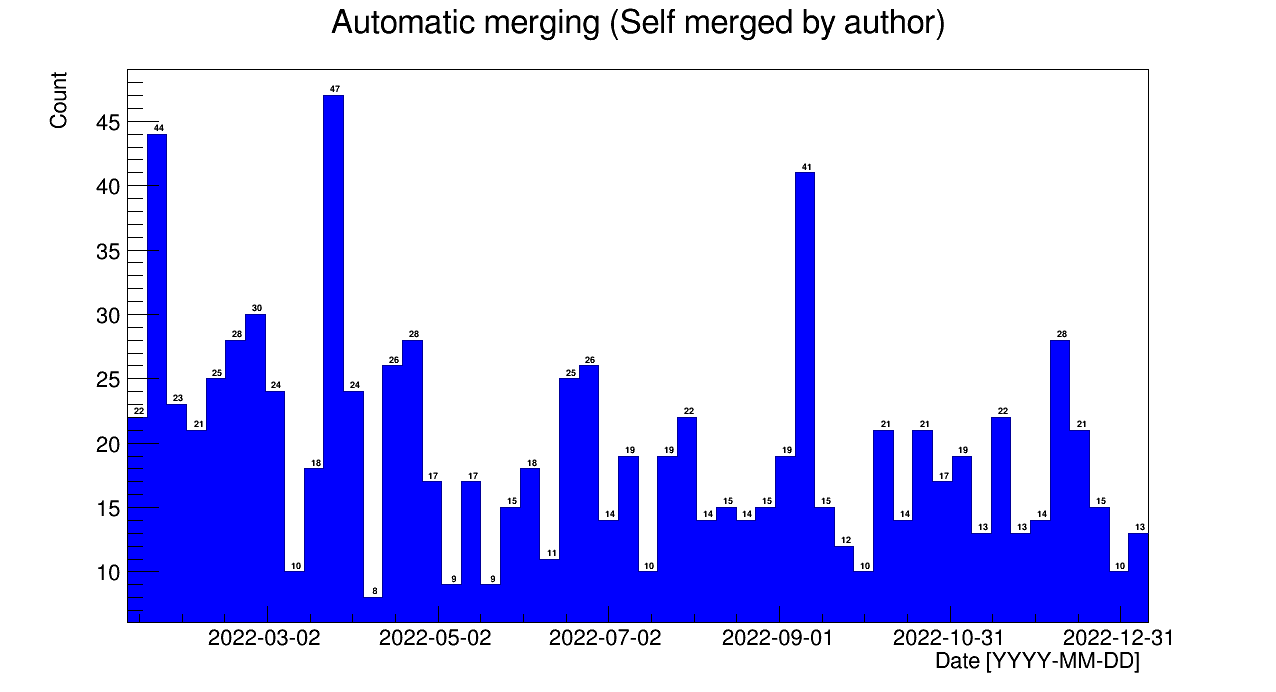 Automatic merging (Self merged by author)
Count
45
40
35
30
25
20
15
10
22 44 23 21 25 28 30 24 10 18 47 24 8 26 28 17 9 17 9 15 18 11 25 26 14 19 10 19 22 14 15 14 15 19 41 15 12 10 21 14 21 17 19 13 22 13 14 28 21 15 10 13
2022-03-02 2022-05-02 2022-07-02 2022-09-01 2022-10-31 2022-12-31
Date [YYYY-MM-DD]